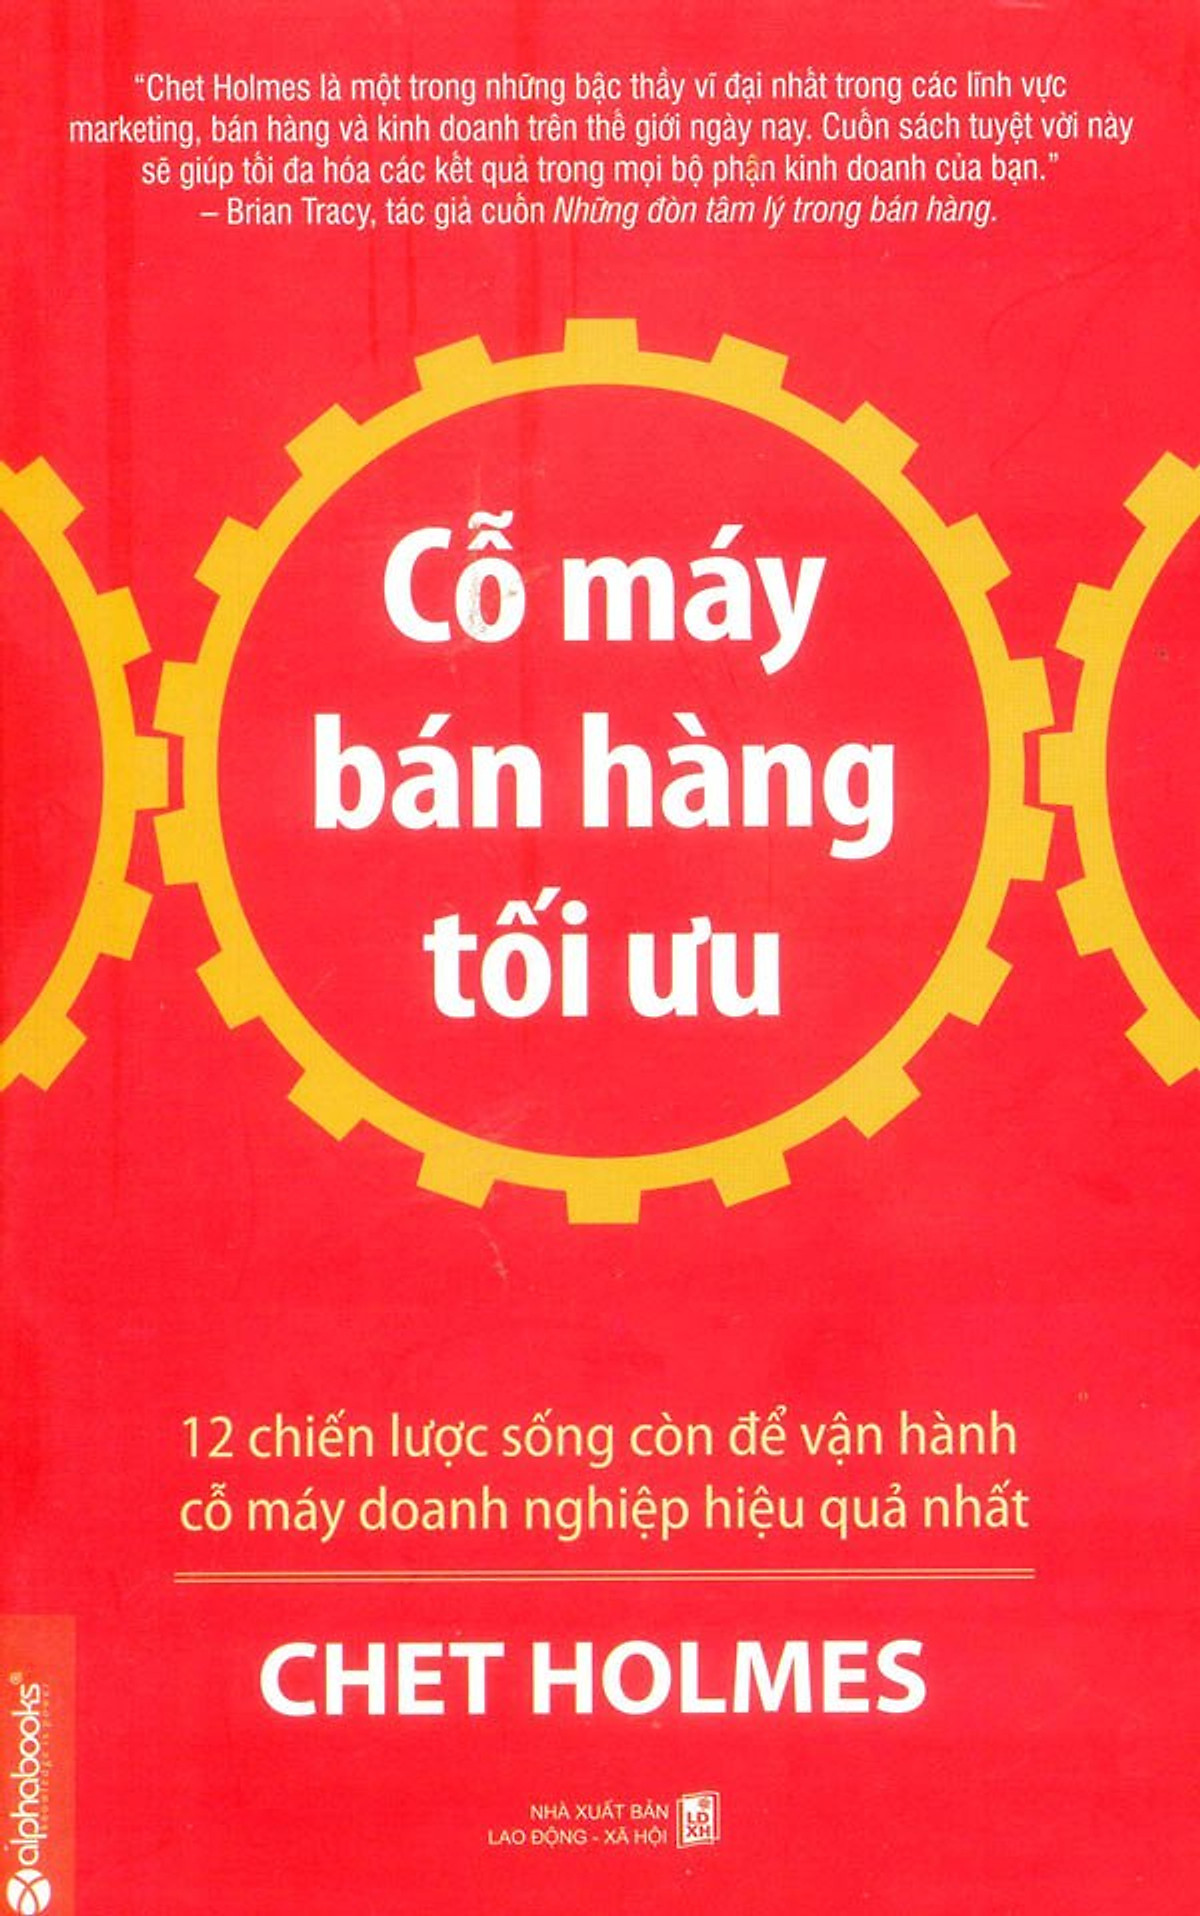 “Chet Holmes là một trong những bậc thầy vĩ đại nhất trong các lĩnh vực
marketing, bán hàng và kinh doanh trên thế giới ngày nay. Cuốn sách tuyệt vời này
sẽ giúp tối đa hóa các kết quả trong mọi bộ phận kinh doanh của bạn.”
– Brian Tracy, tác giả cuốn Những đòn tâm lý trong bán hàng.
Cỗ máy
bán hàng
tối ưu
12 chiến lược sống còn để vận hành
cỗ máy doanh nghiệp hiệu quả nhất
CHET HOLMES
NHÀ XUẤT BẢN
LAO ĐỘNG - XÃ HỘI
LD
XH
alphabooks®
knowledge is power